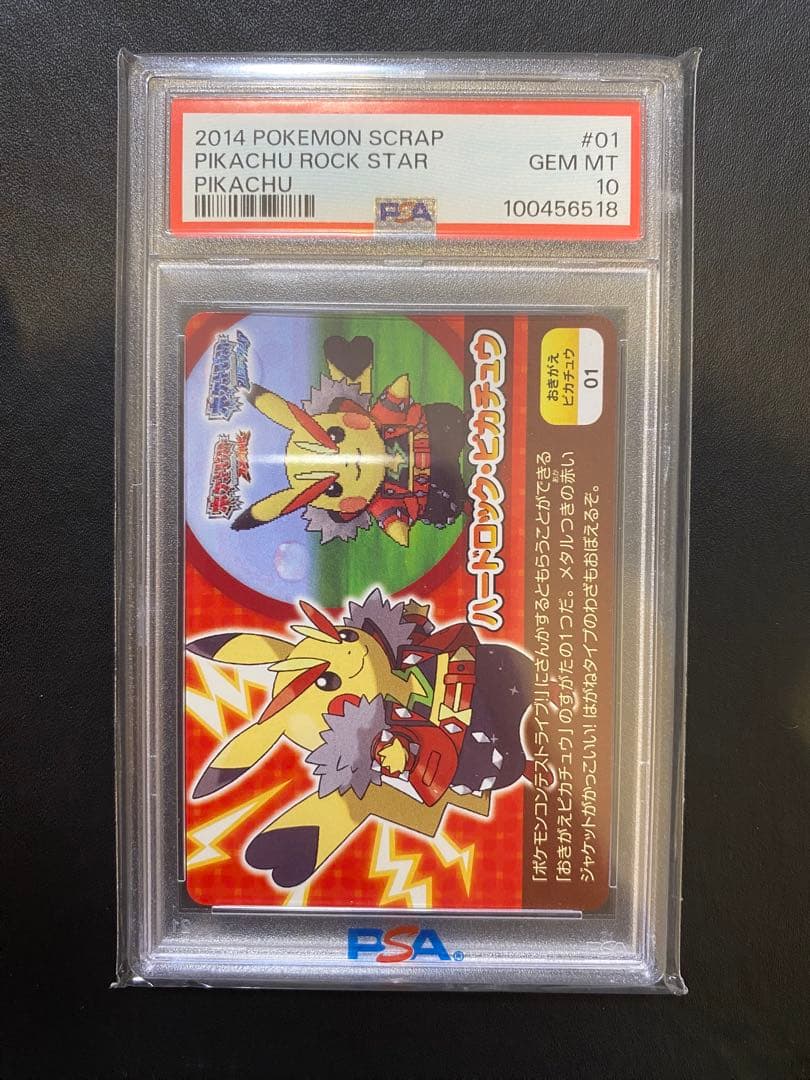 2014 POKEMON SCRAP #01
PIKACHU ROCK STAR GEM MT
PIKACHU 10
PSA 100456518
おきがえ
ピカチュウ
01
ハードロック・ピカチュウ
「ポケモンコンテストライブ!」にさんかするともらうことができる
「おきがえピカチュウ」のすがたの1つだ。メタルつきの赤い
あか
ジャケットがかっこいい!はがねタイプのわざもおぼえるぞ。
PSA